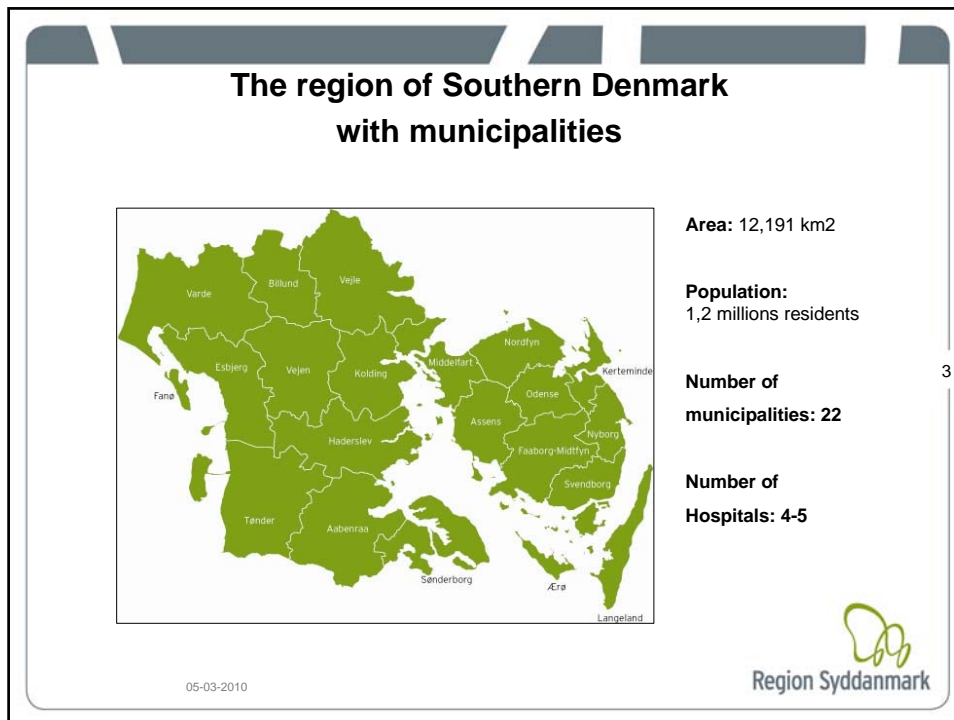 The region of Southern Denmark
with municipalities
Area: 12,191 km2
Population:
1,2 millions residents
Number of
municipalities: 22
Number of
Hospitals: 4-5
Varde
Billund
Vejle
Esbjerg
Vejen
Kolding
Fanø
Haderslev
Tønder
Aabenraa
Sønderborg
Middelfart
Nordfyn
Kerteminde
Odense
Assens
Nyborg
Faaborg-Midtfyn
Svendborg
Ærø
Langeland
3
05-03-2010
Region Syddanmark